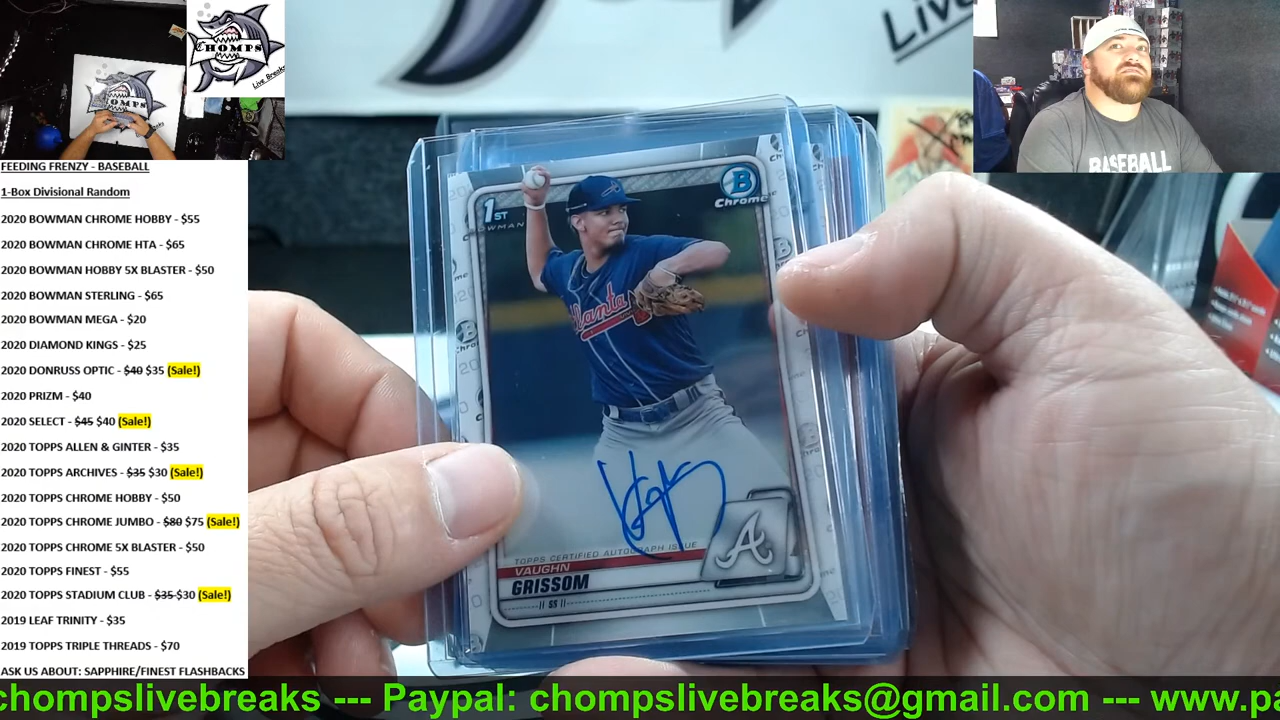 CHOMPS
CHOMPS
Live Breaks
Live
BASEBALL
FEEDING FRENZY - BASEBALL
1-Box Divisional Random
2020 BOWMAN CHROME HOBBY - $55
2020 BOWMAN CHROME HTA - $65
2020 BOWMAN HOBBY 5X BLASTER - $50
2020 BOWMAN STERLING - $65
2020 BOWMAN MEGA - $20
2020 DIAMOND KINGS - $25
2020 DONRUSS OPTIC - $40 $35 (Sale!)
2020 PRIZM - $40
2020 SELECT - $45 $40 (Sale!)
2020 TOPPS ALLEN & GINTER - $35
2020 TOPPS ARCHIVES - $35 $30 (Sale!)
2020 TOPPS CHROME HOBBY - $50
2020 TOPPS CHROME JUMBO - $80 $75 (Sale!)
2020 TOPPS CHROME 5X BLASTER - $50
2020 TOPPS FINEST - $55
2020 TOPPS STADIUM CLUB - $35 $30 (Sale!)
2019 LEAF TRINITY - $35
2019 TOPPS TRIPLE THREADS - $70
ASK US ABOUT: SAPPHIRE/FINEST FLASHBACKS
1ST
BOWMAN
B
Chrome
Atlanta
TOPPS CERTIFIED AUTOGRAPH ISSUE
VAUGHN
GRISSOM
|| SS ||
A
chompslivebreaks --- Paypal: chompslivebreaks@gmail.com --- www.pa